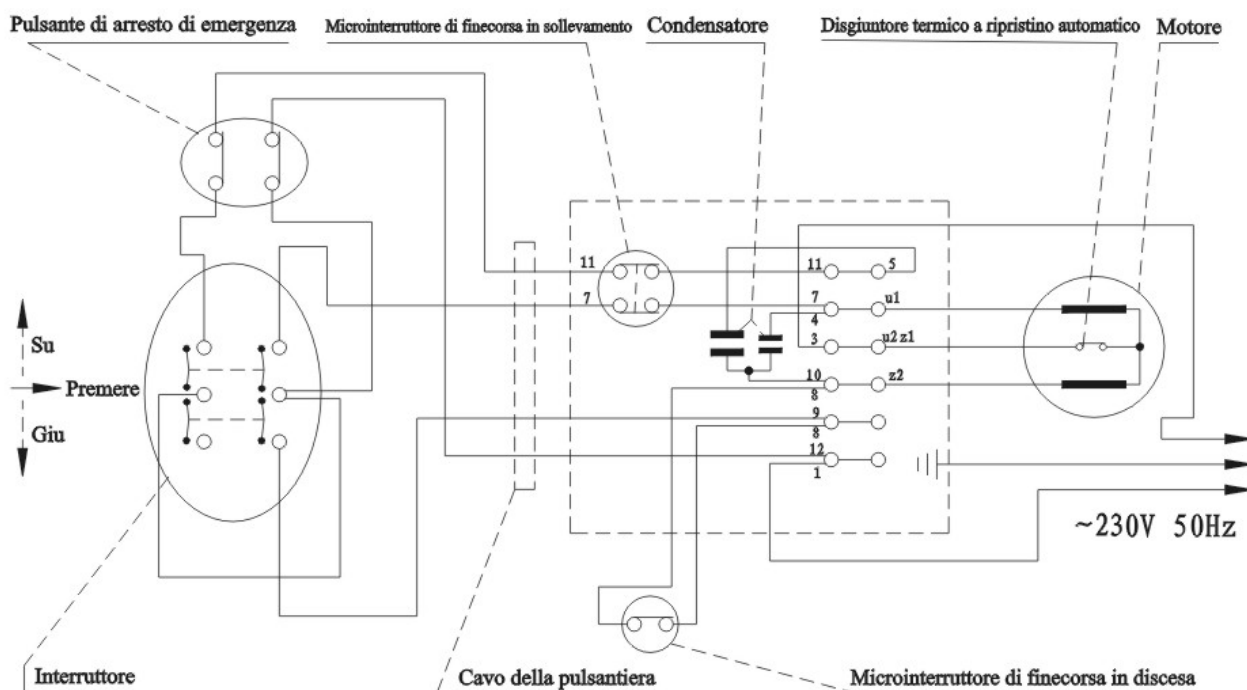 Pulsante di arresto di emergenza
Microinterruttore di finecorsa in sollevamento
Condensatore
Disgiuntore termico a ripristino automatico
Motore
11
7
11
5
7
u1
4
3
u2 z1
10
z2
8
9
8
12
1
Su
Premere
Giu
~230V 50Hz
Interruttore
Cavo della pulsantiera
Microinterruttore di finecorsa in discesa